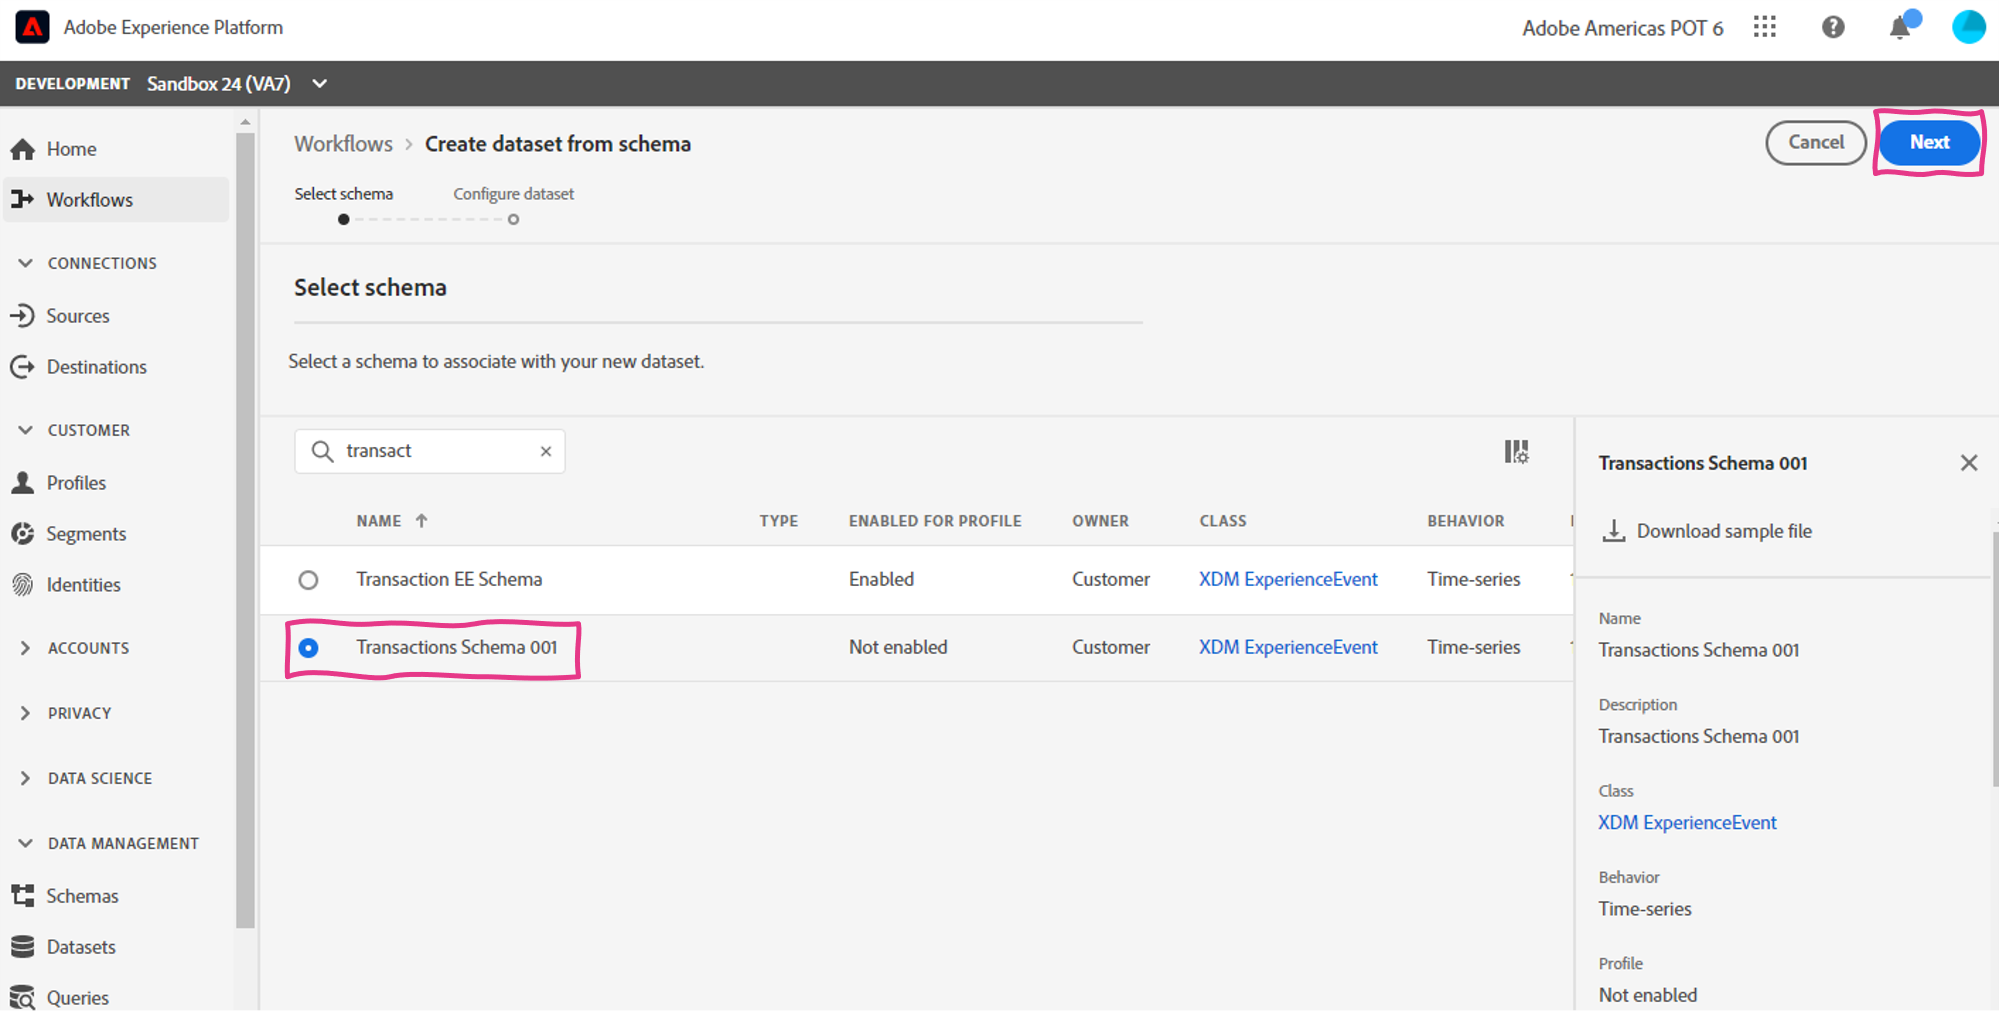 Adobe Experience Platform
Adobe Americas POT 6
DEVELOPMENT Sandbox 24 (VA7)
Home
Workflows
CONNECTIONS
Sources
Destinations
CUSTOMER
Profiles
Segments
Identities
ACCOUNTS
PRIVACY
DATA SCIENCE
DATA MANAGEMENT
Schemas
Datasets
Queries
Workflows > Create dataset from schema
Cancel
Next
Select schema
Configure dataset
Select schema
Select a schema to associate with your new dataset.
transact
NAME TYPE ENABLED FOR PROFILE OWNER CLASS BEHAVIOR
Transaction EE Schema Enabled Customer XDM ExperienceEvent Time-series
Transactions Schema 001 Not enabled Customer XDM ExperienceEvent Time-series
Transactions Schema 001
Download sample file
Name
Transactions Schema 001
Description
Transactions Schema 001
Class
XDM ExperienceEvent
Behavior
Time-series
Profile
Not enabled